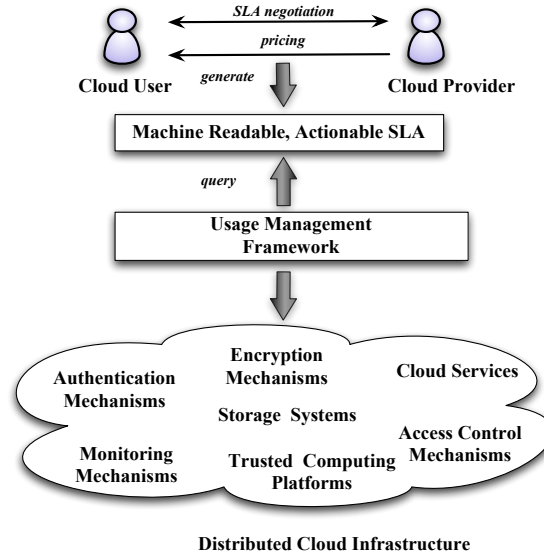 SLA negotiation
pricing
Cloud User
Cloud Provider
generate
Machine Readable, Actionable SLA
query
Usage Management
Framework
Encryption
Mechanisms
Cloud Services
Authentication
Mechanisms
Storage Systems
Access Control
Mechanisms
Monitoring
Mechanisms
Trusted Computing
Platforms
Distributed Cloud Infrastructure